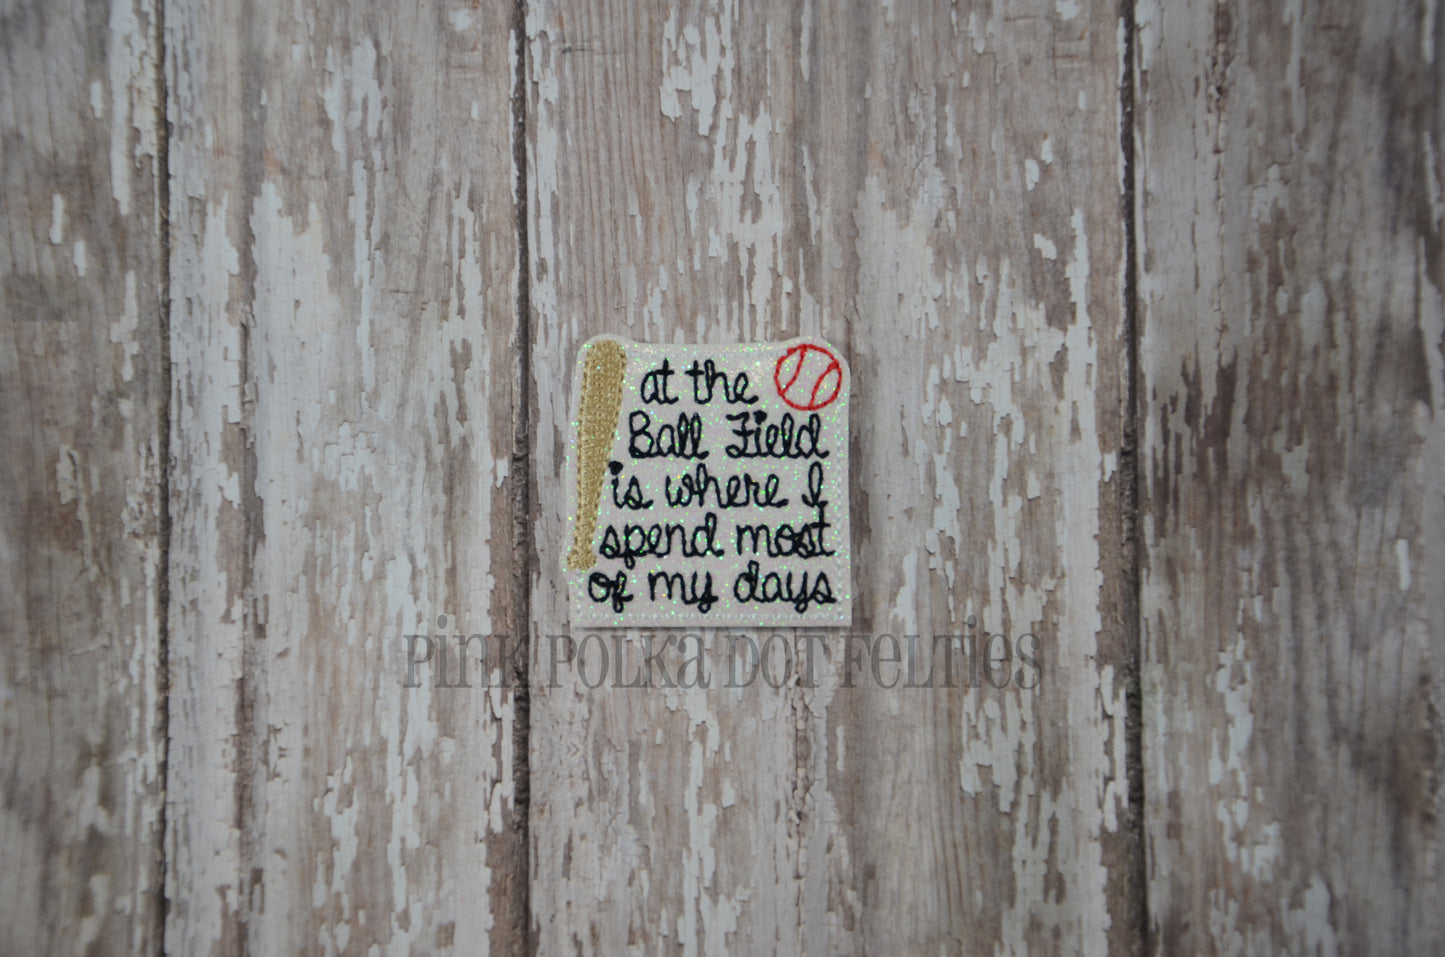 at the
Ball Field
is where I
spend most
of my days
Pink Polka Dot Felties